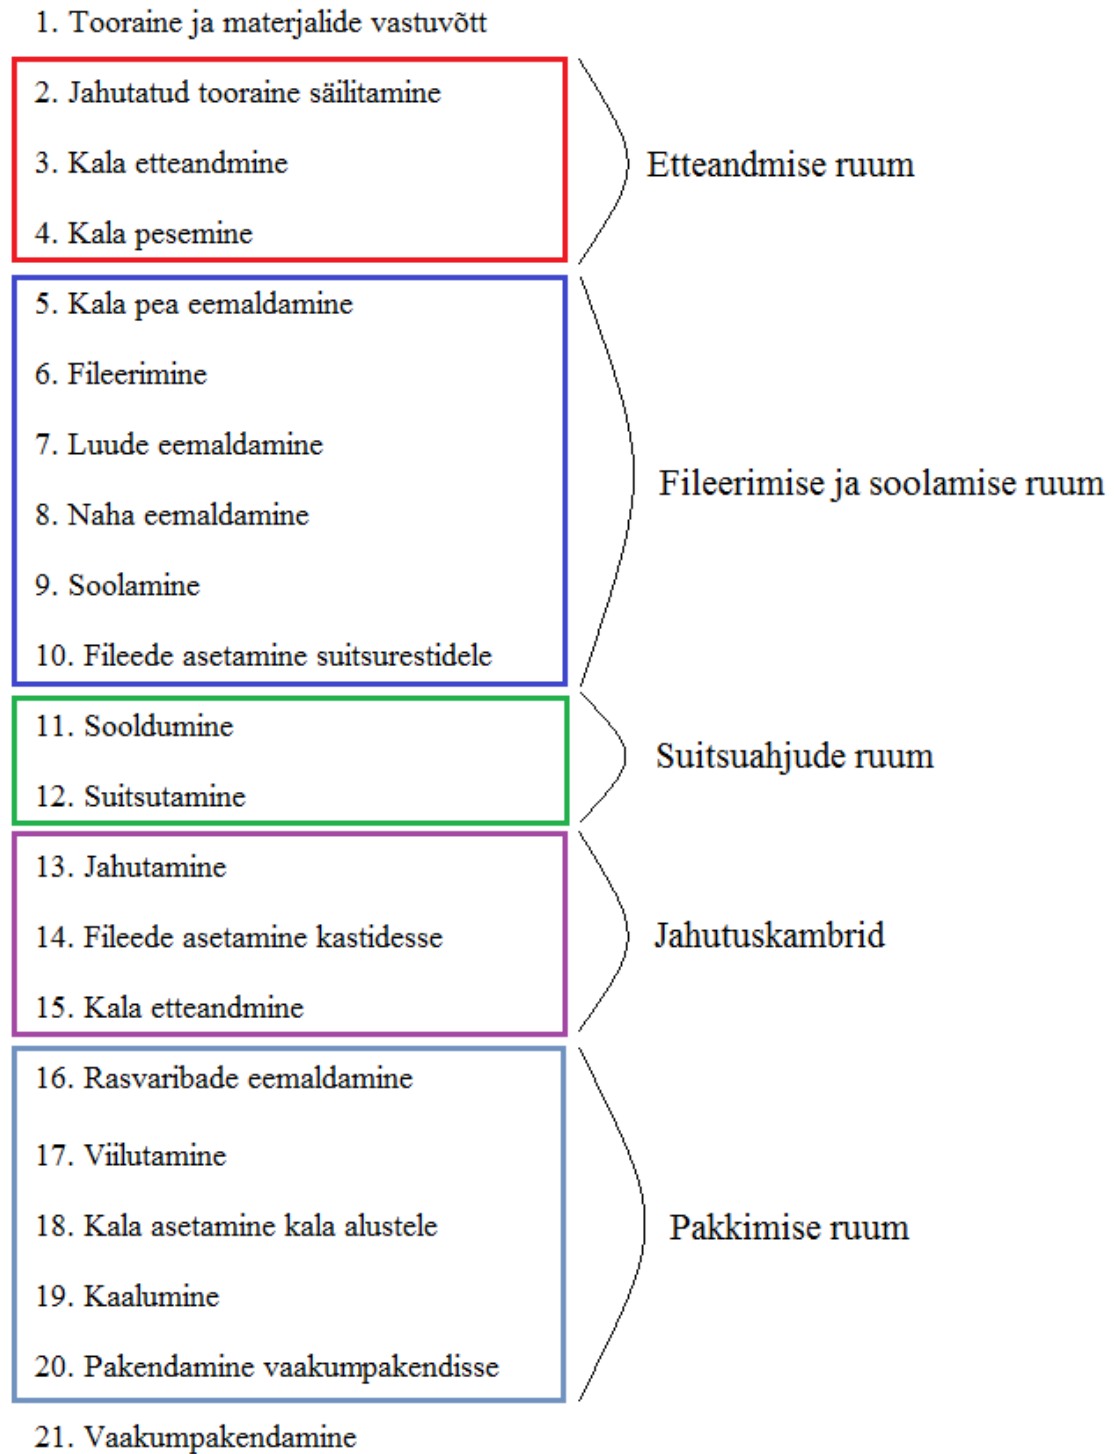 1. Tooraine ja materjalide vastuvõtt
2. Jahutatud tooraine säilitamine
3. Kala etteandmine
4. Kala pesemine
Etteandmise ruum
5. Kala pea eemaldamine
6. Fileerimine
7. Luude eemaldamine
8. Naha eemaldamine
9. Soolamine
10. Fileede asetamine suitsurestidele
Fileerimise ja soolamise ruum
11. Sooldumine
12. Suitsutamine
Suitsuahjude ruum
13. Jahutamine
14. Fileede asetamine kastidesse
15. Kala etteandmine
Jahutuskambrid
16. Rasvaribade eemaldamine
17. Viilutamine
18. Kala asetamine kala alustele
19. Kaalumine
20. Pakendamine vaakumpakendisse
Pakkimise ruum
21. Vaakumpakendamine